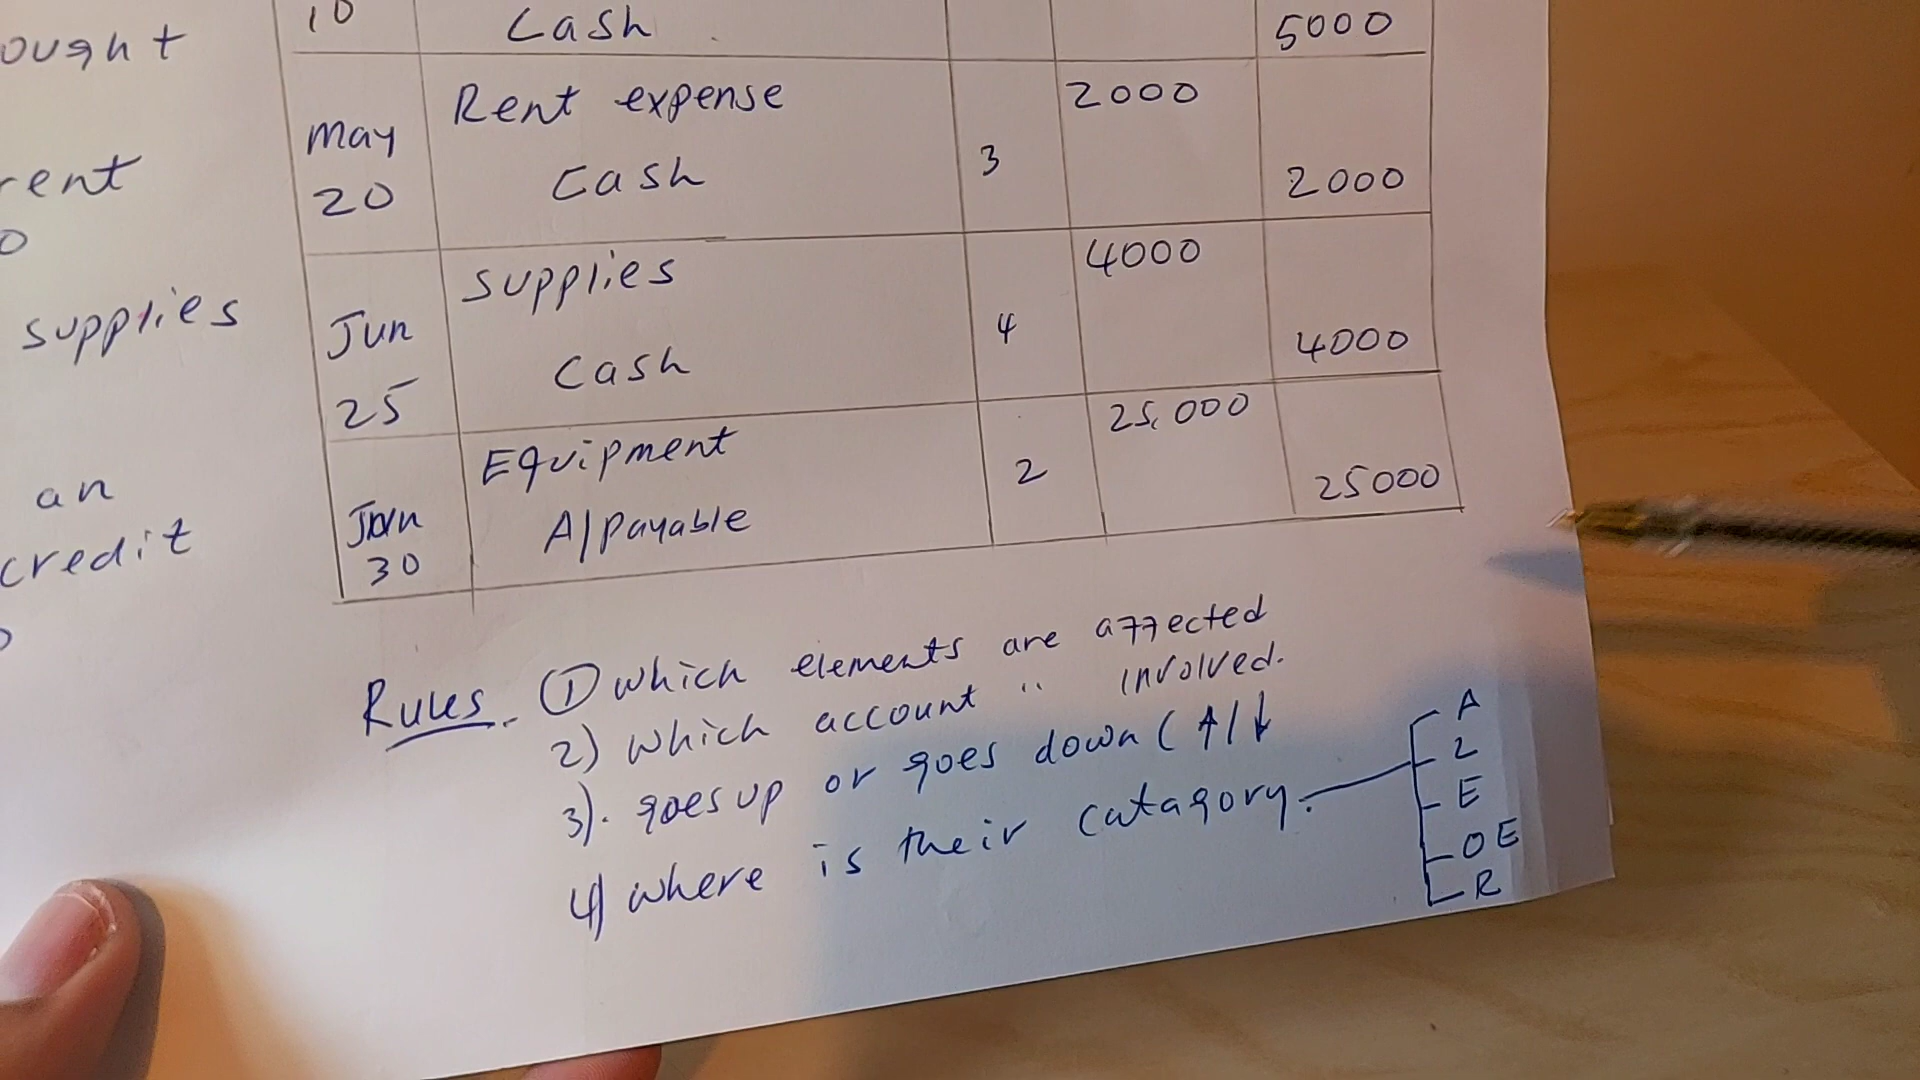 ought
rent
supplies
an
credit
10 Cash 5000
May 20 Rent expense 2000
Cash 3 2000
Jun 25 Supplies 4000
Cash 4 4000
Jun 30 Equipment 25,000
A/Payable 2 25000
Rules. ① which elements are affected
2) which account " involved.
3). goes up or goes down (↑/↓
4) where is their catagory.
A
L
E
OE
R